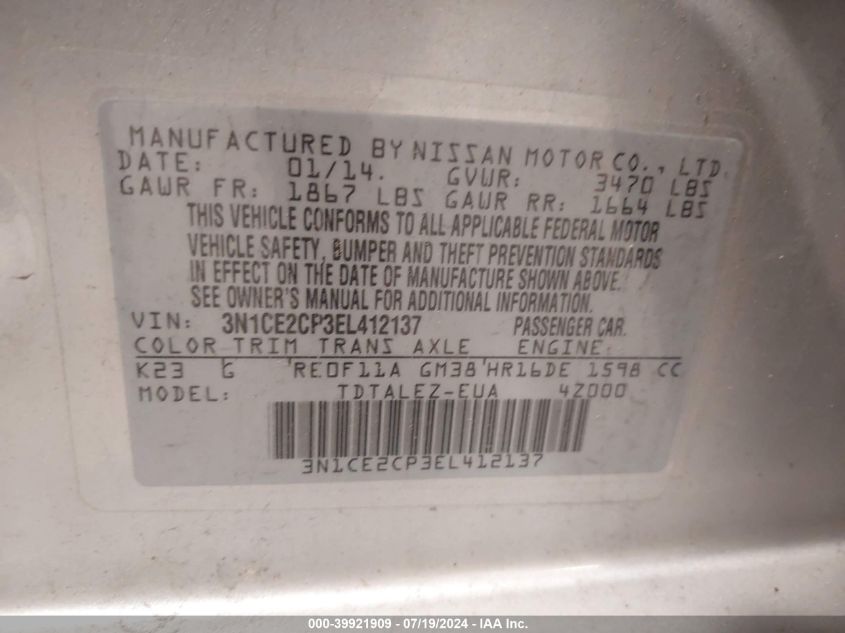 MANUFACTURED BY NISSAN MOTOR CO., LTD.
DATE: 01/14. GVWR: 3470 LBS
GAWR FR: 1867 LBS GAWR RR: 1664 LBS
THIS VEHICLE CONFORMS TO ALL APPLICABLE FEDERAL MOTOR
VEHICLE SAFETY, BUMPER AND THEFT PREVENTION STANDARDS
IN EFFECT ON THE DATE OF MANUFACTURE SHOWN ABOVE.
SEE OWNER'S MANUAL FOR ADDITIONAL INFORMATION.
VIN: 3N1CE2CP3EL412137 PASSENGER CAR.
COLOR TRIM TRANS AXLE ENGINE:
K23 G RE0F11A GM38 HR16DE 1598 CC
MODEL: TDTALEZ-EUA 4Z000
3N1CE2CP3EL412137
000-39921909 - 07/19/2024 - IAA Inc.